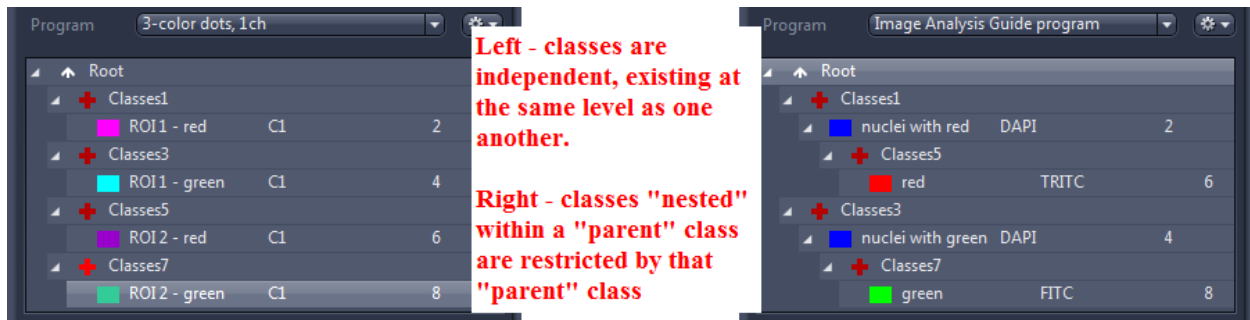 Program 3-color dots, 1ch
Root
Classes1
ROI 1 - red C1 2
Classes3
ROI 1 - green C1 4
Classes5
ROI 2 - red C1 6
Classes7
ROI 2 - green C1 8
Left - classes are
independent, existing at
the same level as one
another.
Right - classes "nested"
within a "parent" class
are restricted by that
"parent" class
Program Image Analysis Guide program
Root
Classes1
nuclei with red DAPI 2
Classes5
red TRITC 6
Classes3
nuclei with green DAPI 4
Classes7
green FITC 8